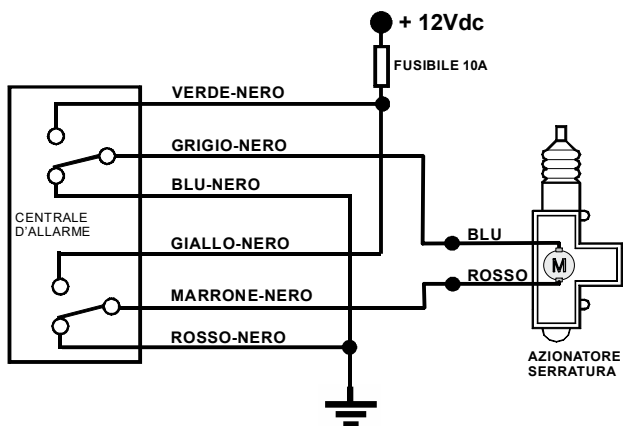 + 12Vdc
FUSIBILE 10A
VERDE-NERO
GRIGIO-NERO
BLU-NERO
CENTRALE
D'ALLARME
GIALLO-NERO
BLU
M
ROSSO
MARRONE-NERO
ROSSO-NERO
AZIONATORE
SERRATURA